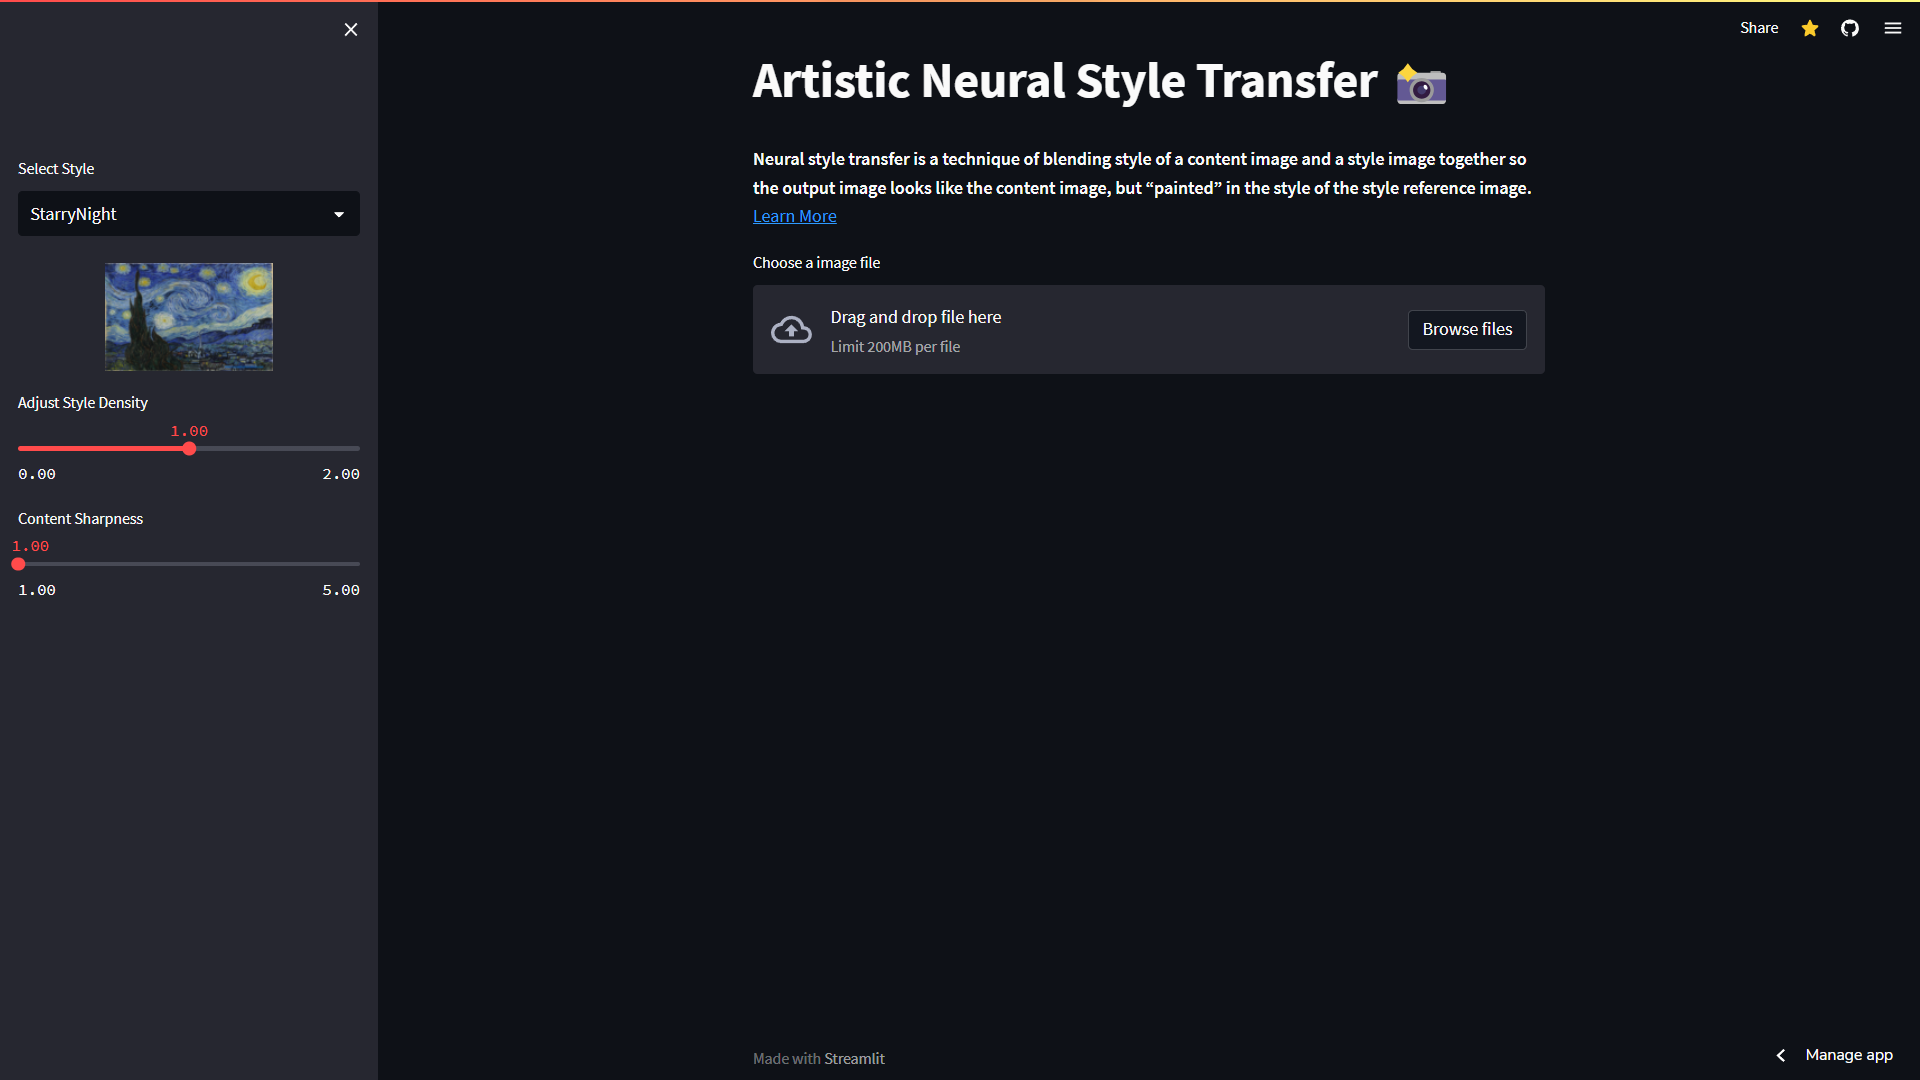 Share
Artistic Neural Style Transfer
Neural style transfer is a technique of blending style of a content image and a style image together so
the output image looks like the content image, but “painted” in the style of the style reference image.
Learn More
Select Style
StarryNight
Choose a image file
Drag and drop file here
Limit 200MB per file
Browse files
Adjust Style Density
1.00
0.00 2.00
Content Sharpness
1.00
1.00 5.00
Made with Streamlit
Manage app